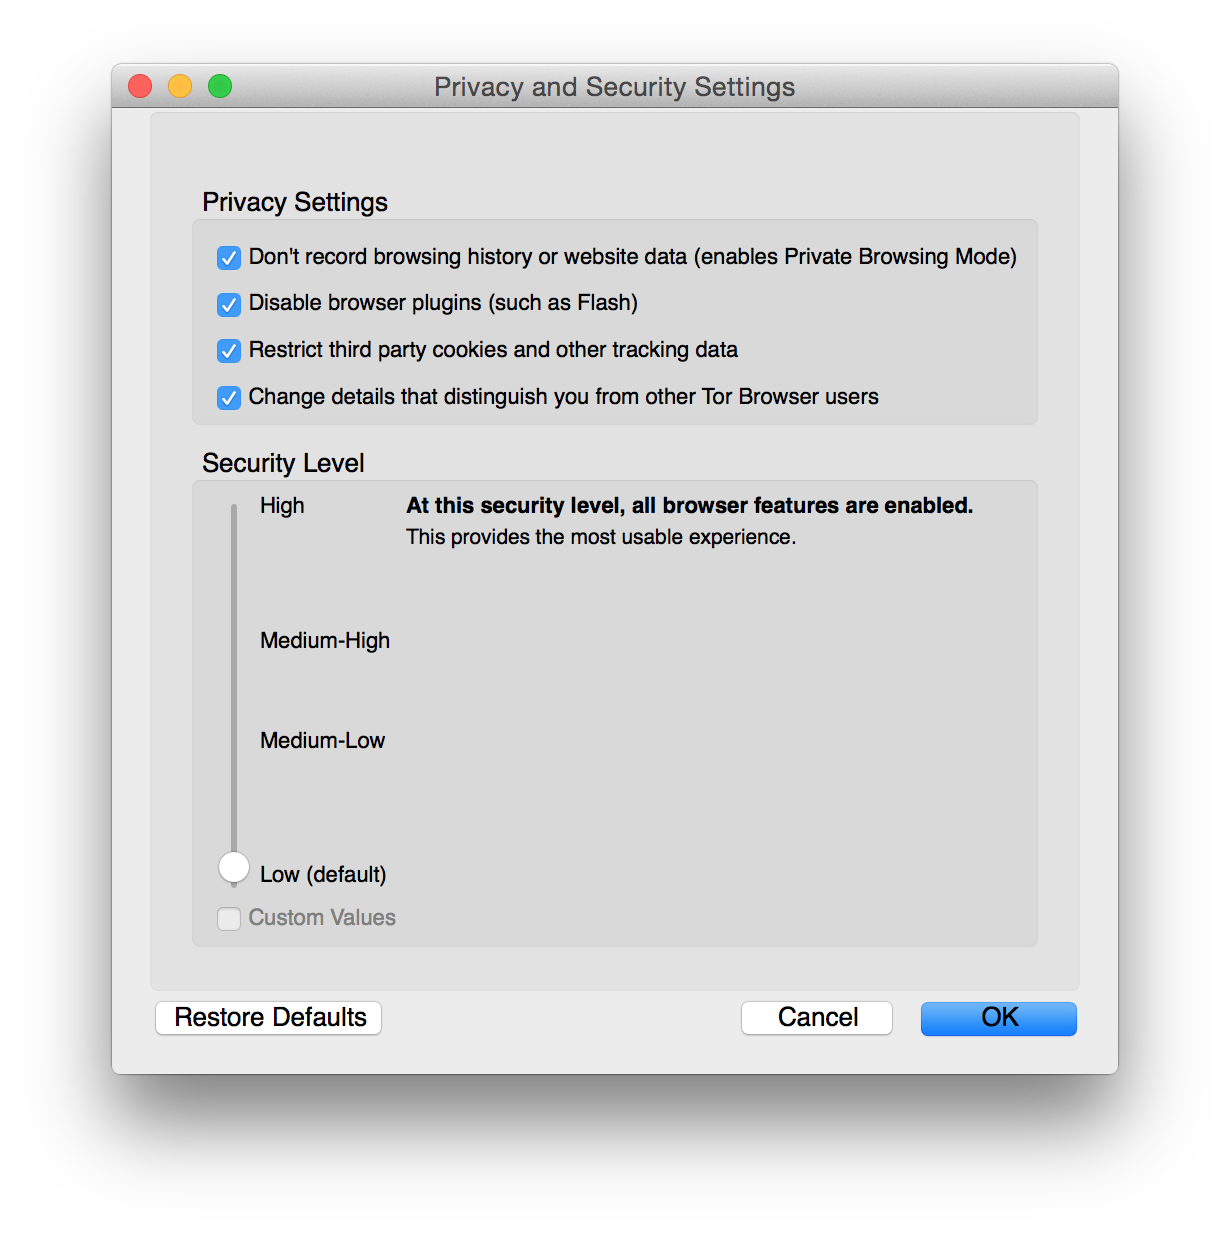 Privacy and Security Settings
Privacy Settings
Don't record browsing history or website data (enables Private Browsing Mode)
Disable browser plugins (such as Flash)
Restrict third party cookies and other tracking data
Change details that distinguish you from other Tor Browser users
Security Level
High
At this security level, all browser features are enabled.
This provides the most usable experience.
Medium-High
Medium-Low
Low (default)
Custom Values
Restore Defaults
Cancel
OK